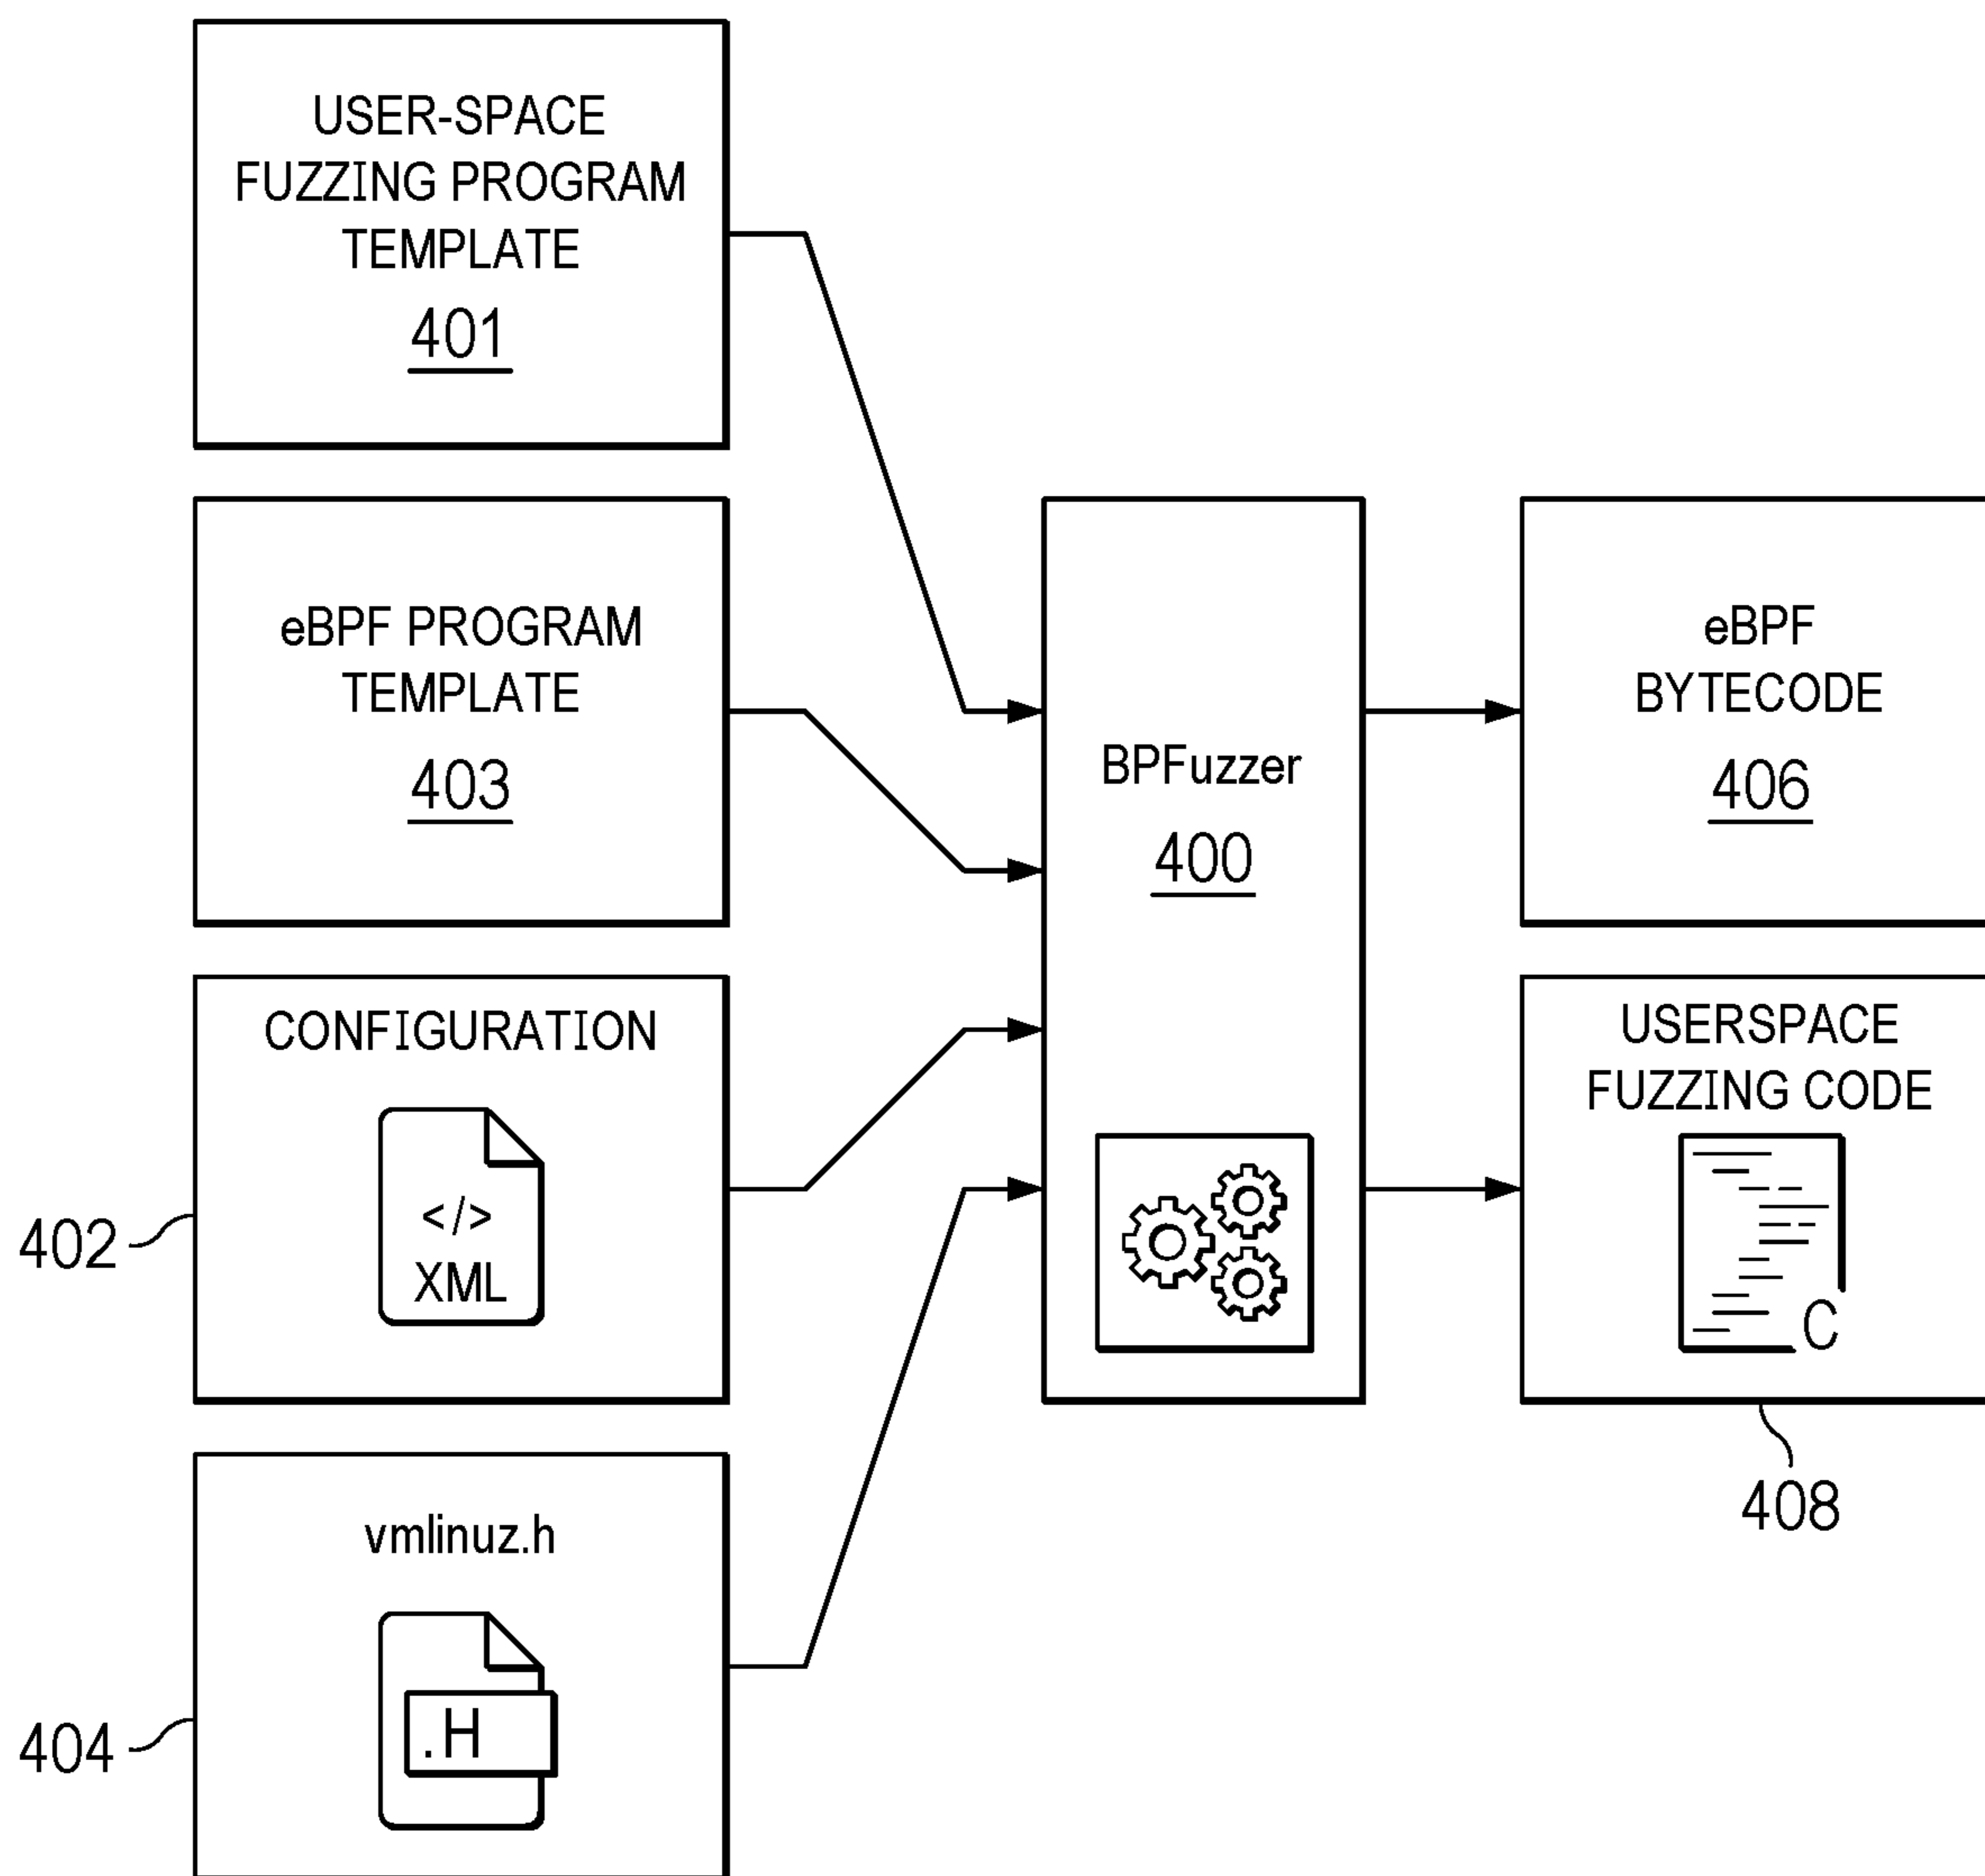 USER-SPACE
FUZZING PROGRAM
TEMPLATE
401
eBPF PROGRAM
TEMPLATE
403
CONFIGURATION
</>
XML
402
vmlinuz.h
.H
404
BPFuzzer
400
eBPF
BYTECODE
406
USERSPACE
FUZZING CODE
C
408